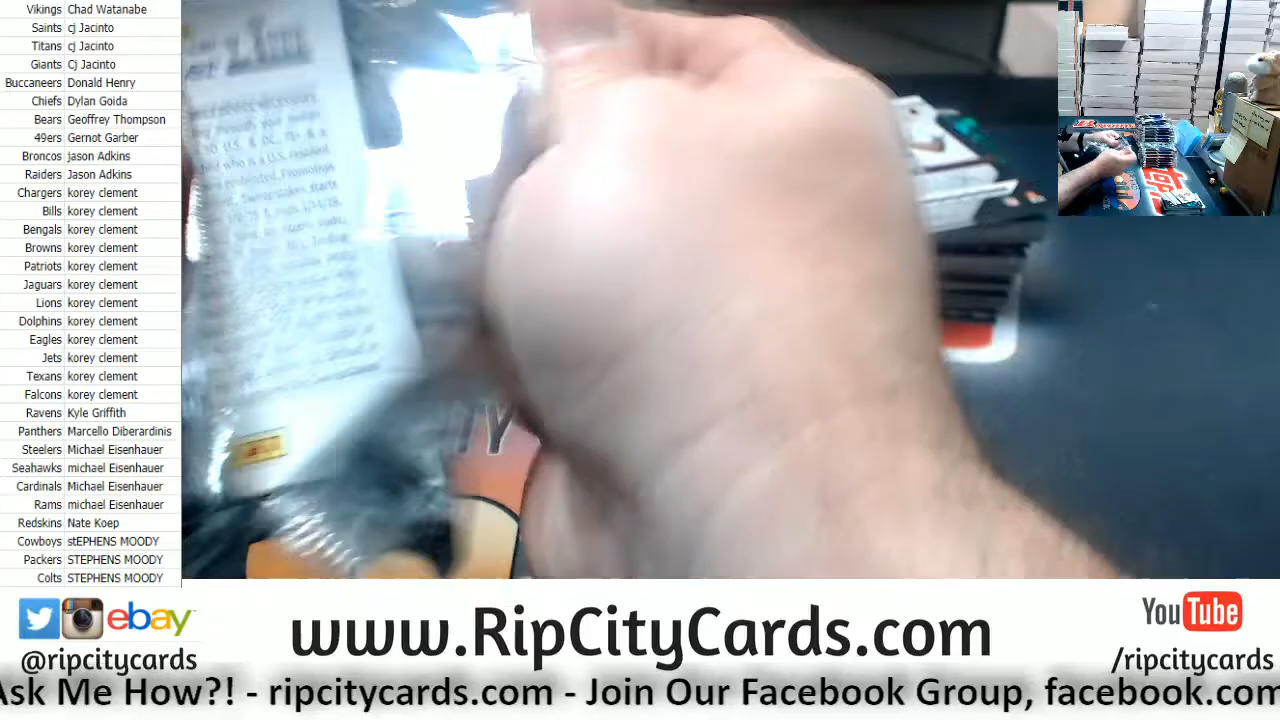 Vikings Chad Watanabe
Saints cj Jacinto
Titans cj Jacinto
Giants Cj Jacinto
Buccaneers Donald Henry
Chiefs Dylan Goida
Bears Geoffrey Thompson
49ers Gernot Garber
Broncos jason Adkins
Raiders Jason Adkins
Chargers korey clement
Bills korey clement
Bengals korey clement
Browns korey clement
Patriots korey clement
Jaguars korey clement
Lions korey clement
Dolphins korey clement
Eagles korey clement
Jets korey clement
Texans korey clement
Falcons korey clement
Ravens Kyle Griffith
Panthers Marcello Diberardinis
Steelers Michael Eisenhauer
Seahawks michael Eisenhauer
Cardinals Michael Eisenhauer
Rams michael Eisenhauer
Redskins Nate Koep
Cowboys stEPHENS MOODY
Packers STEPHENS MOODY
Colts STEPHENS MOODY
ebay
@ripcitycards
www.RipCityCards.com
YouTube
/ripcitycards
Ask Me How?! - ripcitycards.com - Join Our Facebook Group, facebook.com